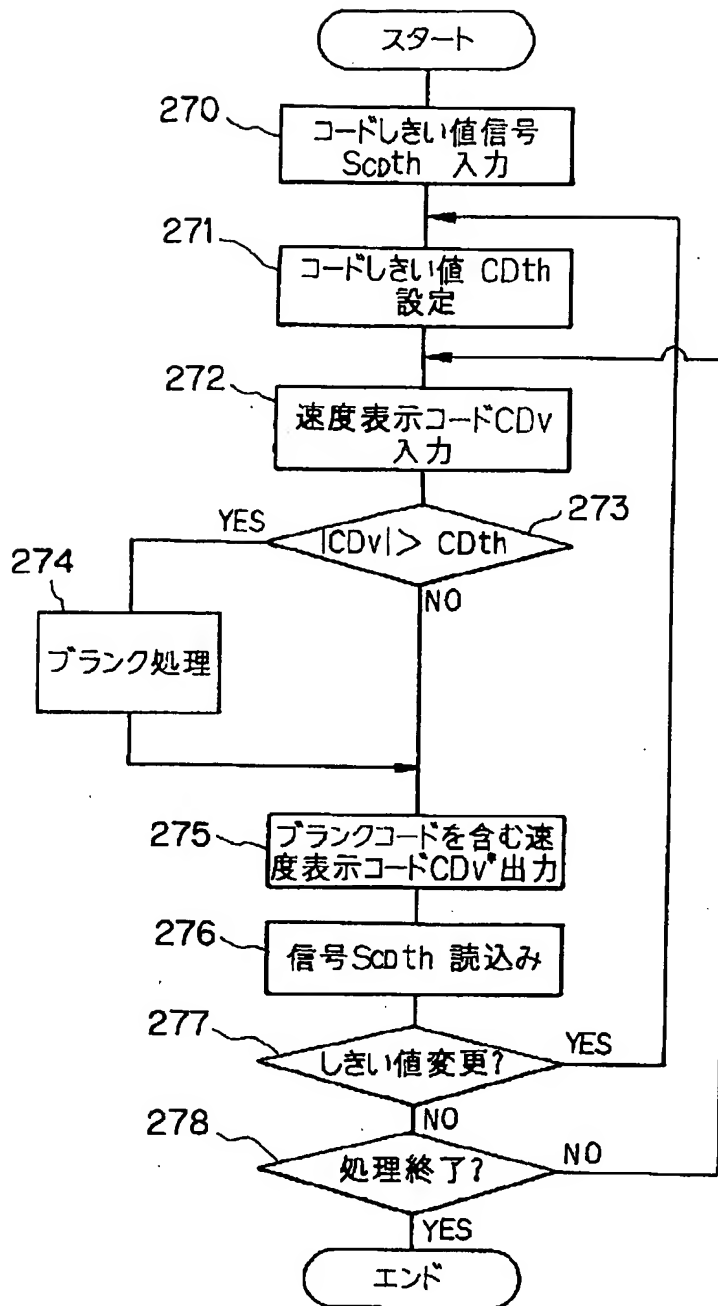 スタート
270
コードしきい値信号
SCDth 入力
271
コードしきい値 CDth
設定
272
速度表示コードCDv
入力
273
YES
|CDv|> CDth
274
NO
ブランク処理
275
ブランクコードを含む速
度表示コードCDv*出力
276
信号SCDth 読込み
277
しきい値変更?
YES
NO
278
処理終了?
NO
YES
エンド